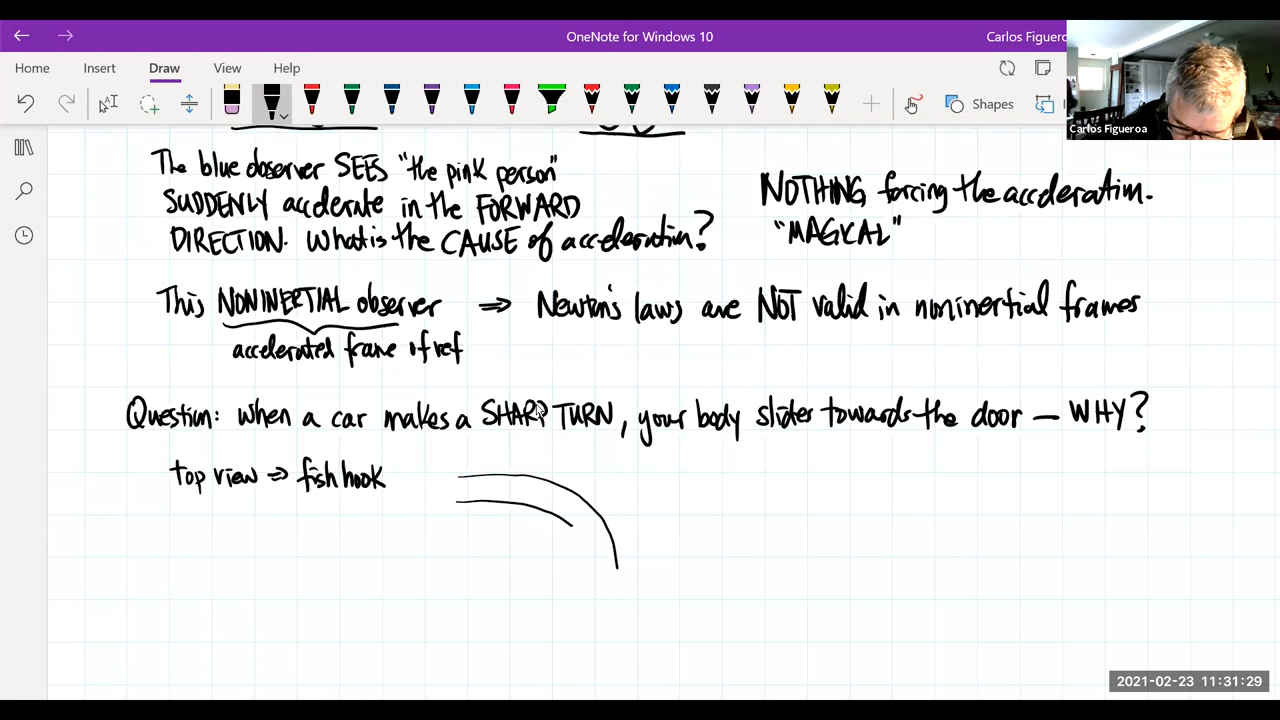 OneNote for Windows 10
Carlos Figuero
Home Insert Draw View Help
Shapes
Carlos Figueroa
The blue observer SEES "the pink person"
SUDDENLY acclerate in the FORWARD
DIRECTION. What is the CAUSE of acceleration?
NOTHING forcing the acceleration.
"MAGICAL"
This NONINERTIAL observer ⇒ Newton's laws are NOT valid in noninertial frames
accelerated frame of ref
Question: when a car makes a SHARP TURN, your body slides towards the door — WHY?
top view ⇒ fish hook
2021-02-23 11:31:29